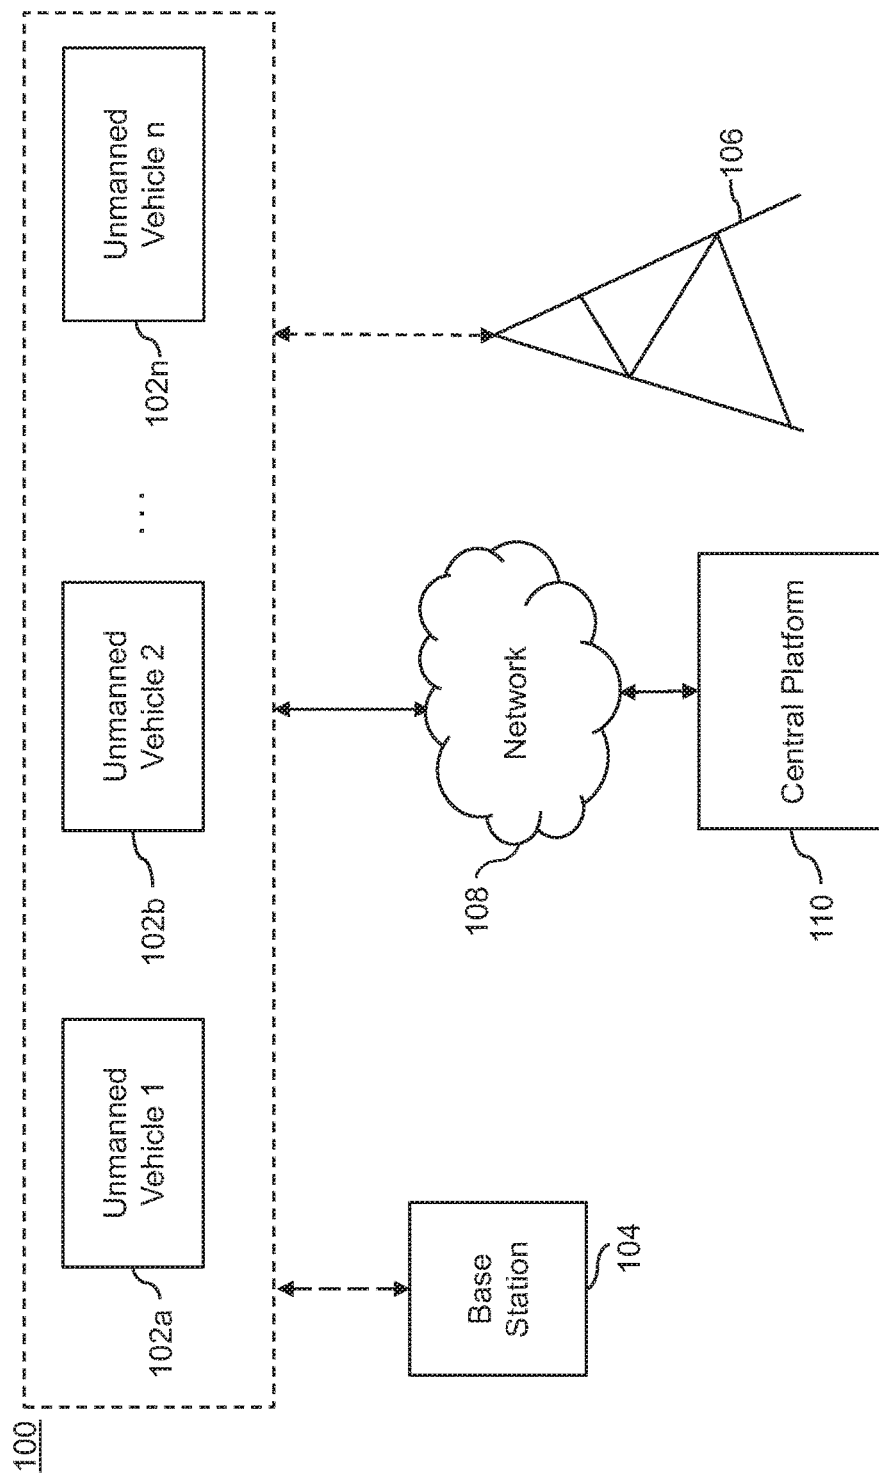 100
Unmanned
Vehicle 1
102a
Unmanned
Vehicle 2
102b
...
Unmanned
Vehicle n
102n
Base
Station
104
Network
108
106
Central Platform
110